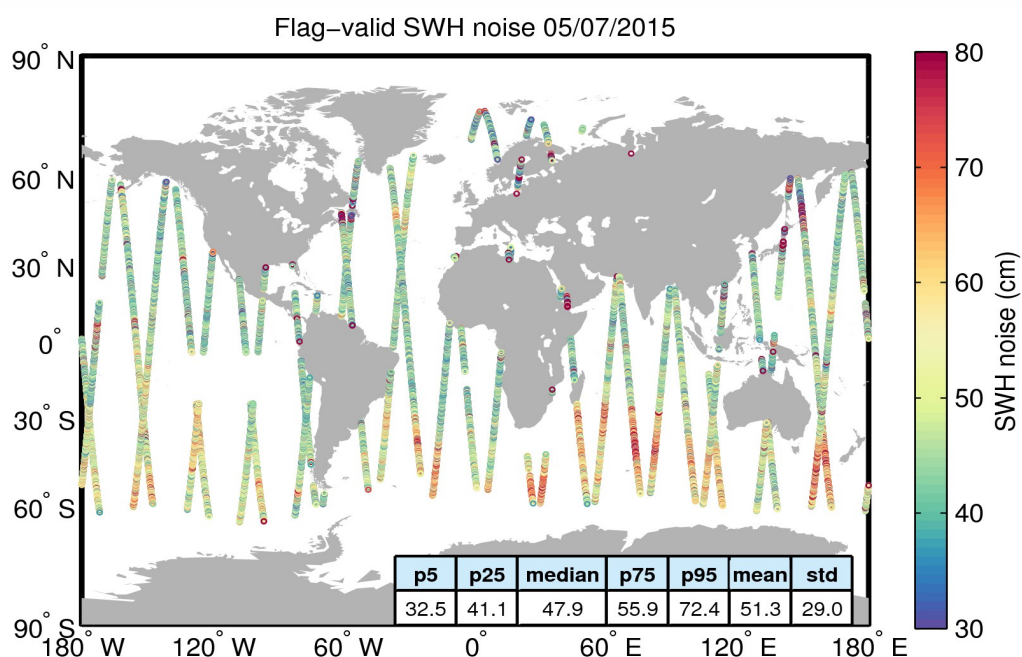 Flag−valid SWH noise 05/07/2015
90° N
60° N
30° N
0°
30° S
60° S
90° S
180° W
120° W
60° W
0°
60° E
120° E
180° E
80
70
60
50
40
30
SWH noise (cm)
p5 p25 median p75 p95 mean std
32.5 41.1 47.9 55.9 72.4 51.3 29.0